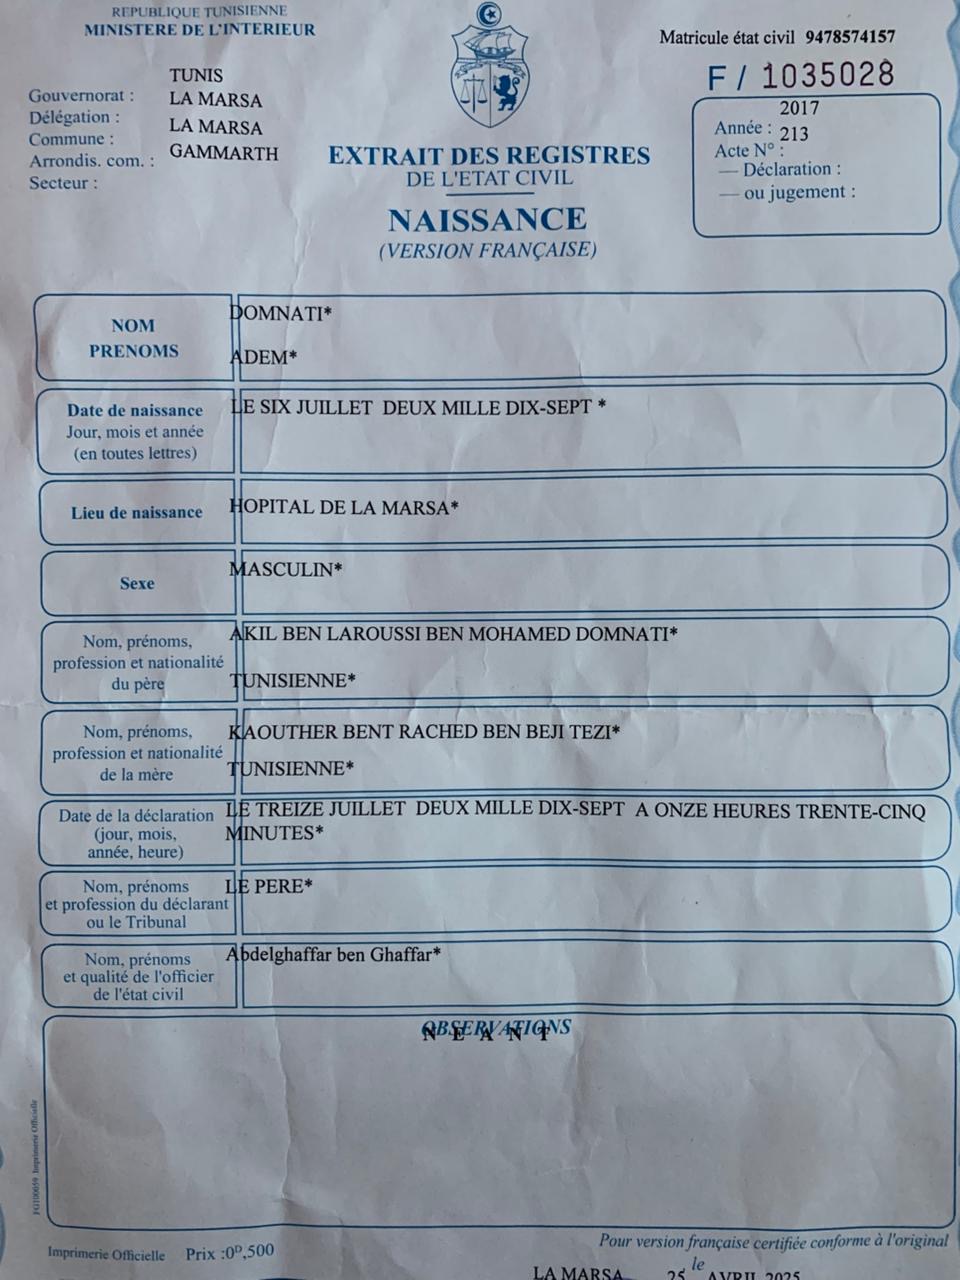 REPUBLIQUE TUNISIENNE
MINISTERE DE L'INTERIEUR
Matricule état civil 9478574157
F / 1035028
Gouvernorat : TUNIS
Délégation : LA MARSA
Commune : LA MARSA
Arrondis. com. : GAMMARTH
Secteur :
2017
Année : 213
Acte N° :
— Déclaration :
— ou jugement :
EXTRAIT DES REGISTRES
DE L'ETAT CIVIL
NAISSANCE
(VERSION FRANÇAISE)
NOM
PRENOMS
DOMNATI*
ADEM*
Date de naissance
Jour, mois et année
(en toutes lettres)
LE SIX JUILLET DEUX MILLE DIX-SEPT *
Lieu de naissance
HOPITAL DE LA MARSA*
Sexe
MASCULIN*
Nom, prénoms,
profession et nationalité
du père
AKIL BEN LAROUSSI BEN MOHAMED DOMNATI*
TUNISIENNE*
Nom, prénoms,
profession et nationalité
de la mère
KAOUTHER BENT RACHED BEN BEJI TEZI*
TUNISIENNE*
Date de la déclaration
(jour, mois,
année, heure)
LE TREIZE JUILLET DEUX MILLE DIX-SEPT A ONZE HEURES TRENTE-CINQ
MINUTES*
Nom, prénoms
et profession du déclarant
ou le Tribunal
LE PERE*
Nom, prénoms
et qualité de l'officier
de l'état civil
Abdelghaffar ben Ghaffar*
OBSERVATIONS
N E A N T
FG100059 Imprimerie Officielle
Imprimerie Officielle Prix :0ᴰ,500
Pour version française certifiée conforme à l'original
le
LA MARSA 25 AVRIL 2025